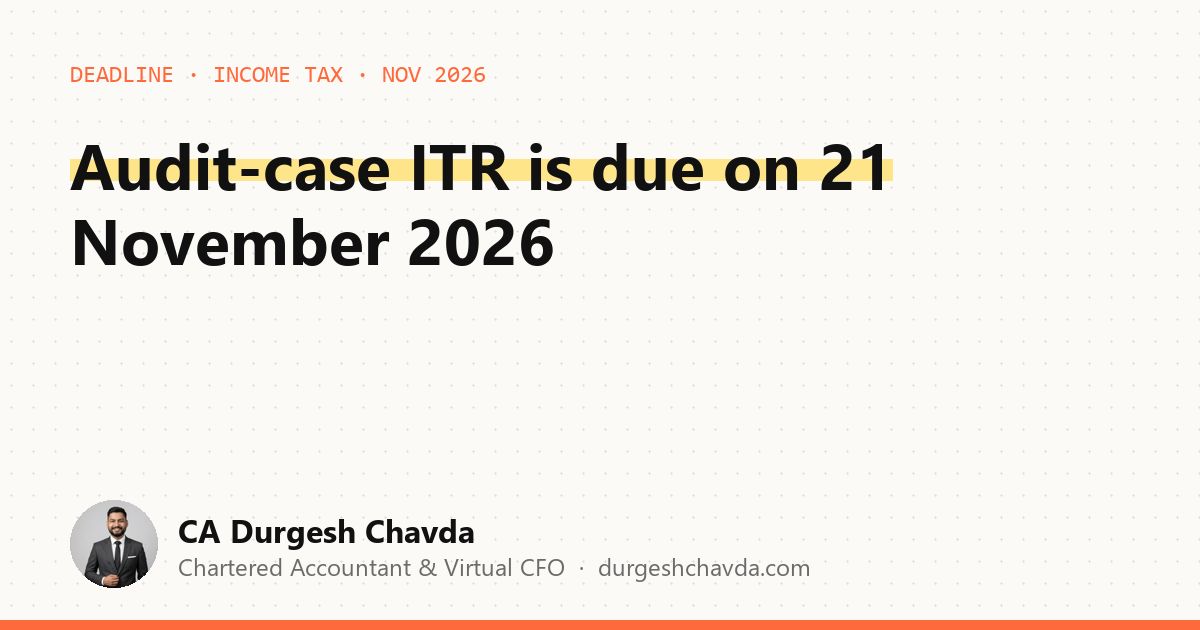 DEADLINE · INCOME TAX · NOV 2026
Audit-case ITR is due on 21
November 2026
CA Durgesh Chavda
Chartered Accountant & Virtual CFO · durgeshchavda.com